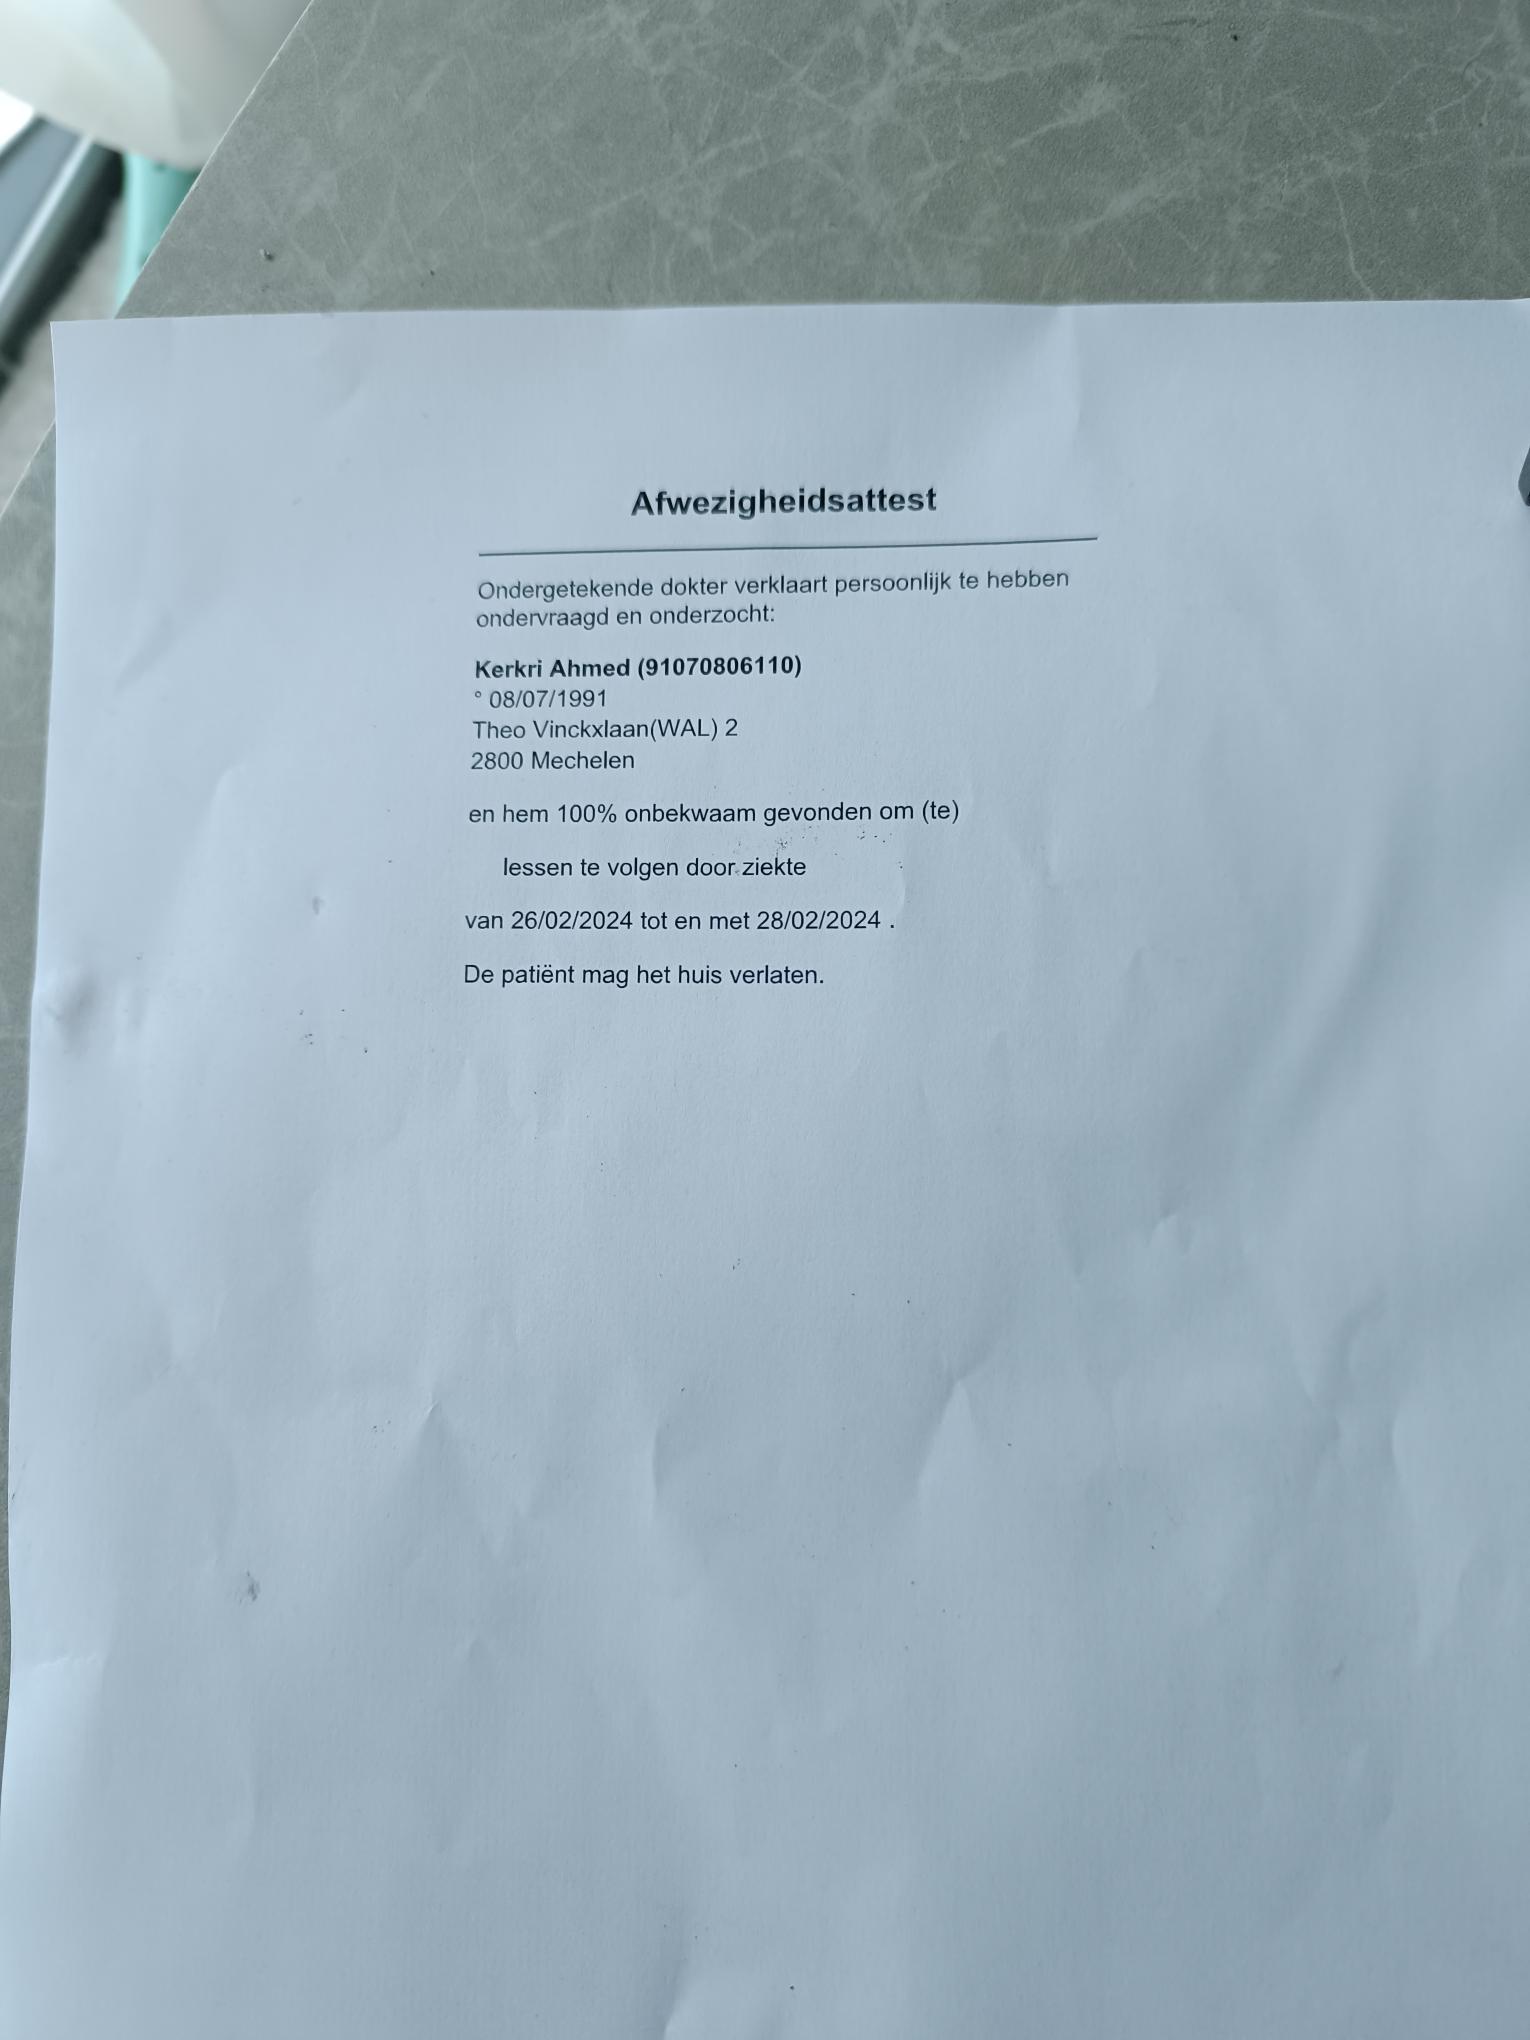 Afwezigheidsattest
Ondergetekende dokter verklaart persoonlijk te hebben
ondervraagd en onderzocht:
Kerkri Ahmed (91070806110)
° 08/07/1991
Theo Vinckxlaan(WAL) 2
2800 Mechelen
en hem 100% onbekwaam gevonden om (te)
lessen te volgen door ziekte
van 26/02/2024 tot en met 28/02/2024 .
De patiënt mag het huis verlaten.